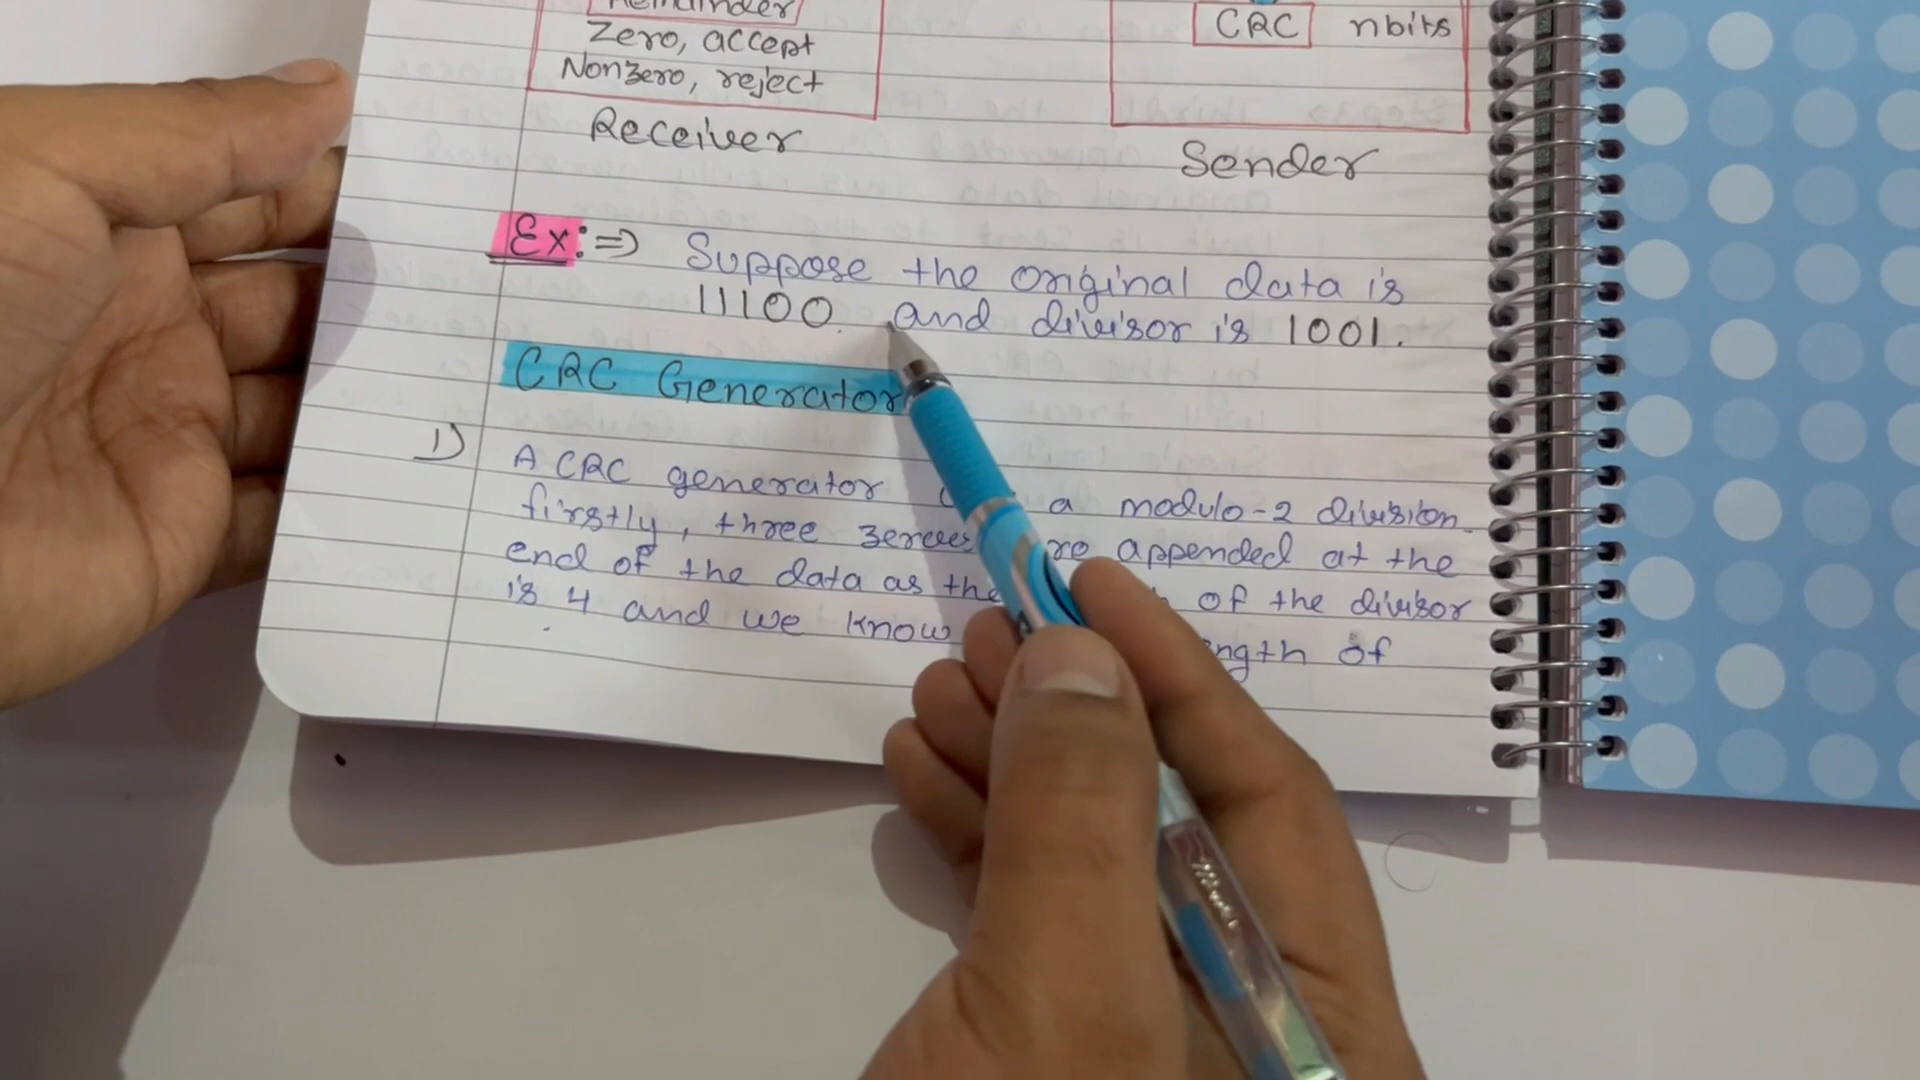 Remainder
Zero, accept
Nonzero, reject
Receiver
CRC nbits
Sender
Ex:⇒ Suppose the original data is
11100. and divisor is 1001.
CRC Generator
1) A CRC generator a modulo-2 division.
firstly, three zeroes appended at the
end of the data as the of the divisor
is 4 and we know of